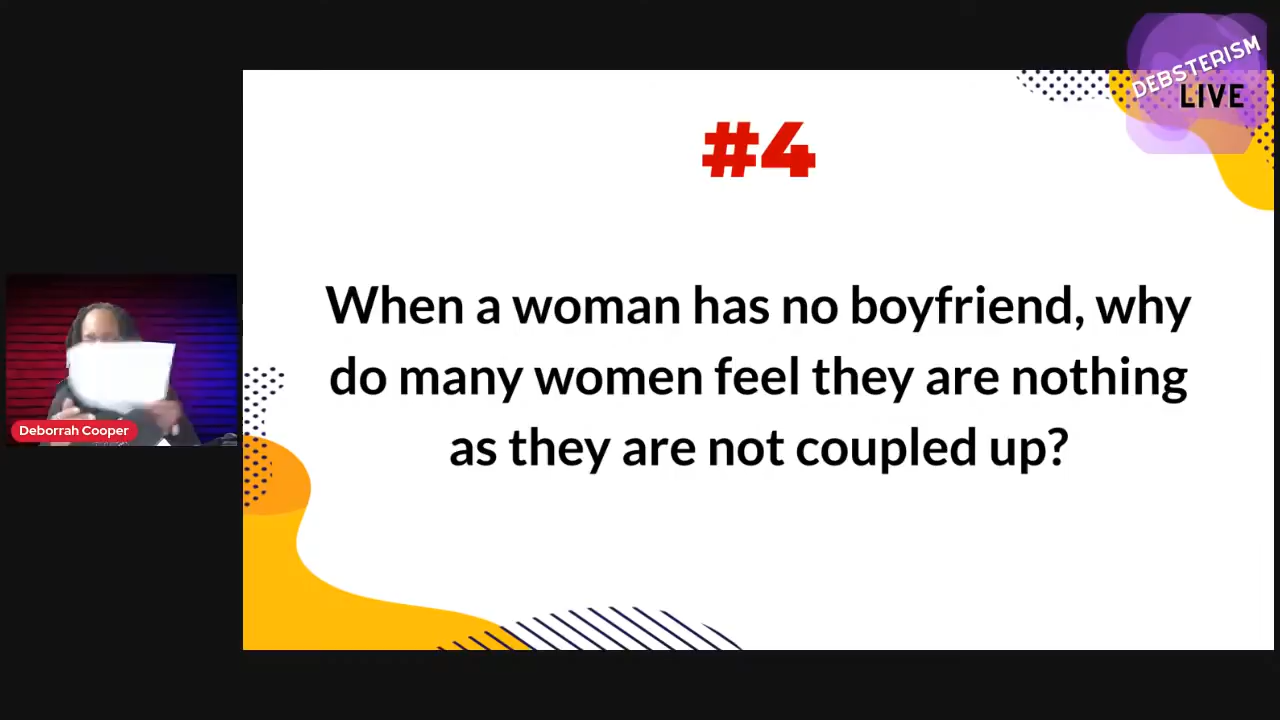 DEBSTERISM
LIVE
#4
When a woman has no boyfriend, why
do many women feel they are nothing
as they are not coupled up?
Deborrah Cooper